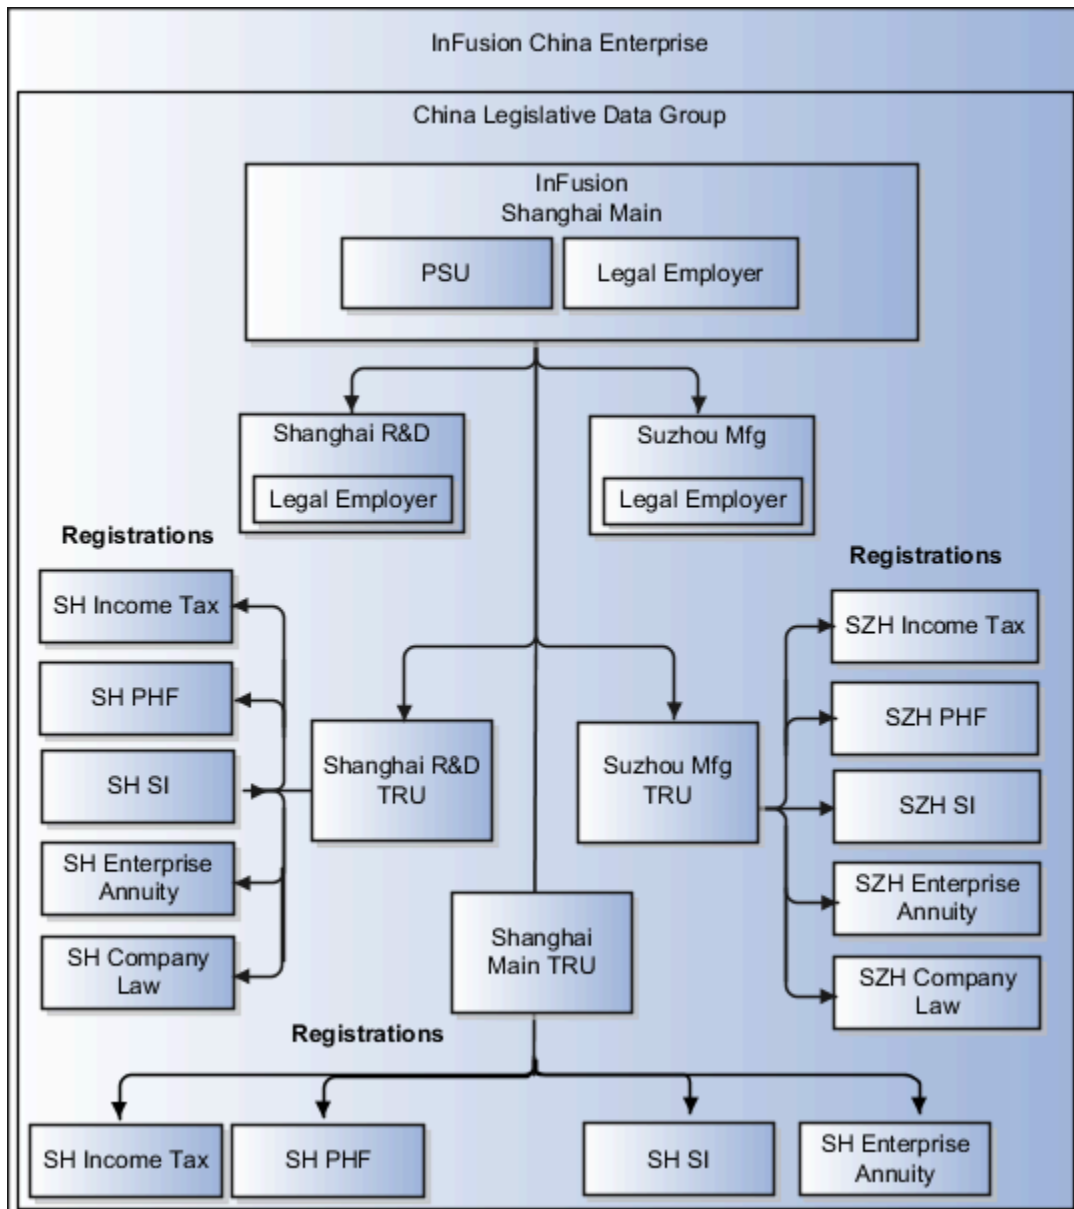 InFusion China Enterprise
China Legislative Data Group
InFusion
Shanghai Main
PSU
Legal Employer
Shanghai R&D
Legal Employer
Suzhou Mfg
Legal Employer
Registrations
SH Income Tax
SH PHF
SH SI
SH Enterprise
Annuity
SH Company
Law
Shanghai R&D
TRU
Suzhou Mfg
TRU
Registrations
SZH Income Tax
SZH PHF
SZH SI
SZH Enterprise
Annuity
SZH Company
Law
Shanghai
Main TRU
Registrations
SH Income Tax
SH PHF
SH SI
SH Enterprise
Annuity